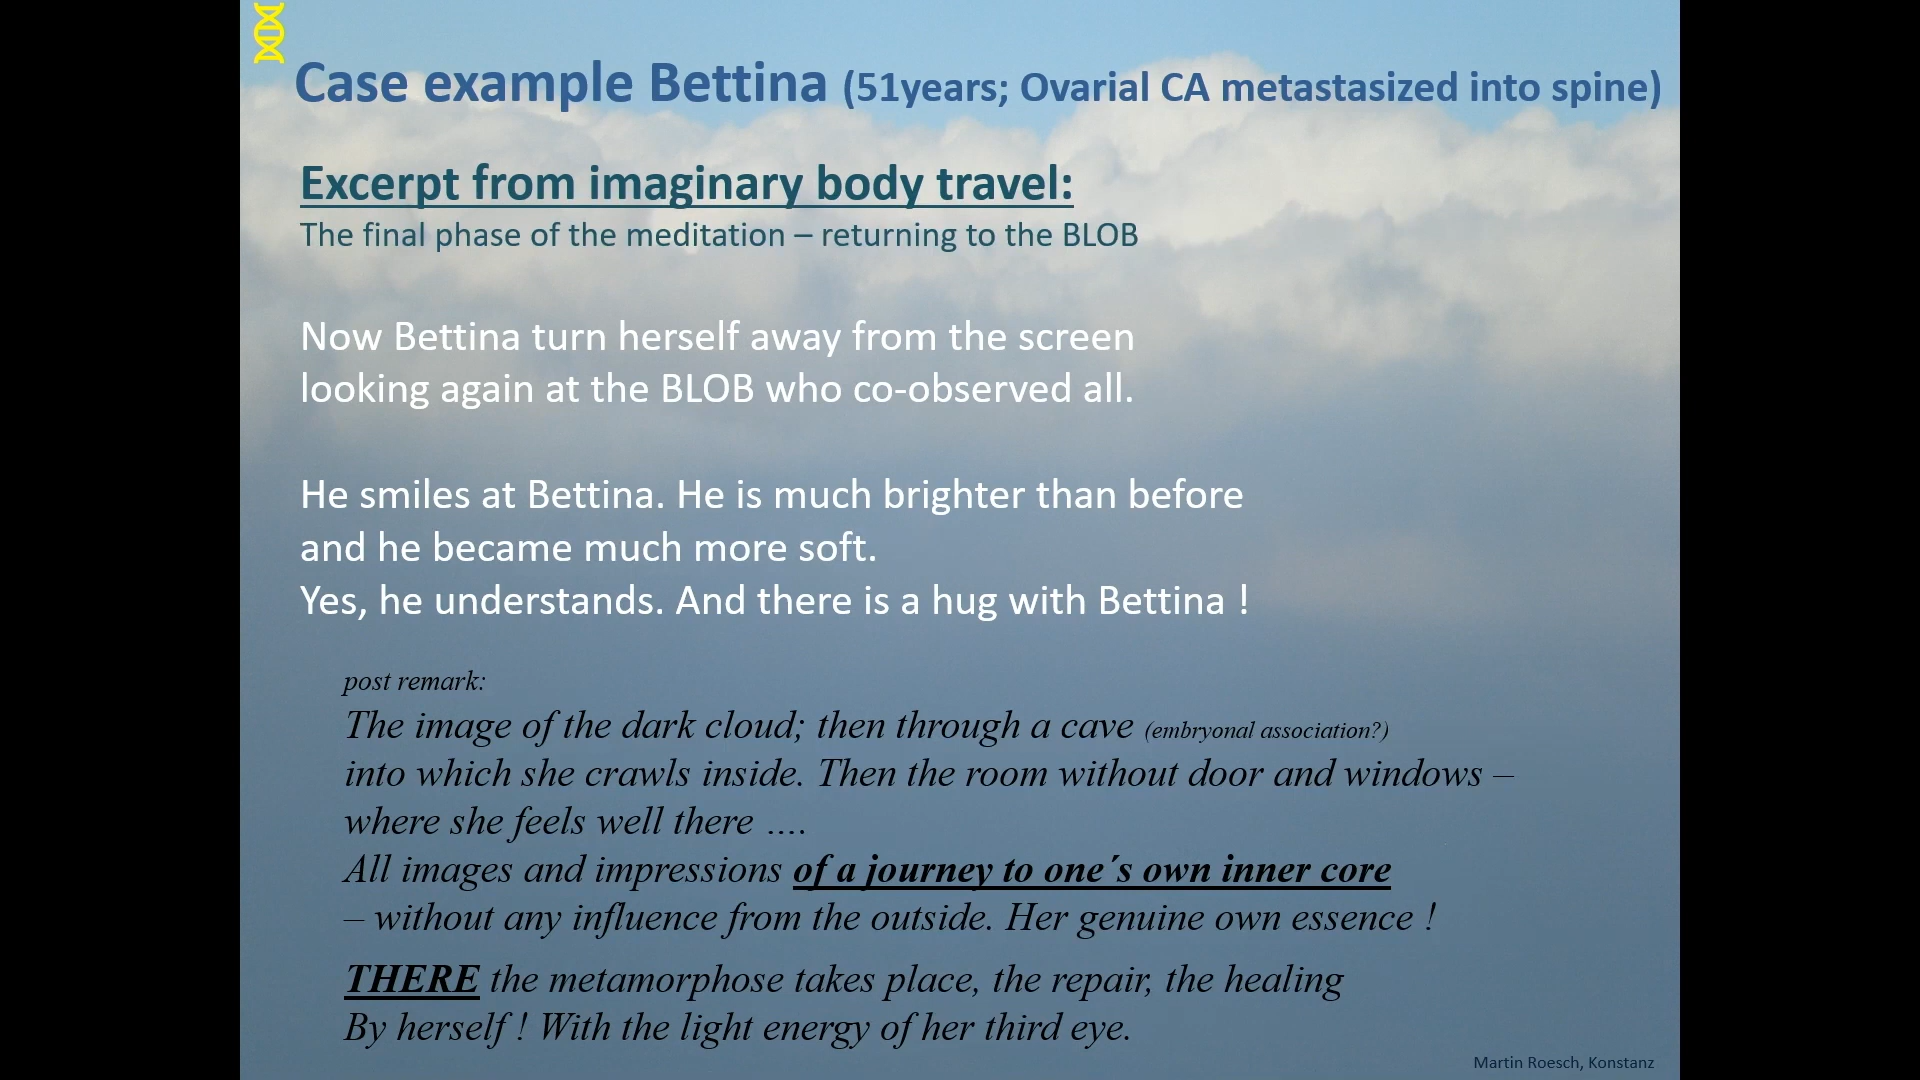 Case example Bettina (51years; Ovarial CA metastasized into spine)
Excerpt from imaginary body travel:
The final phase of the meditation – returning to the BLOB
Now Bettina turn herself away from the screen
looking again at the BLOB who co-observed all.
He smiles at Bettina. He is much brighter than before
and he became much more soft.
Yes, he understands. And there is a hug with Bettina !
post remark:
The image of the dark cloud; then through a cave (embryonal association?)
into which she crawls inside. Then the room without door and windows –
where she feels well there ….
All images and impressions of a journey to one´s own inner core
– without any influence from the outside. Her genuine own essence !
THERE the metamorphose takes place, the repair, the healing
By herself ! With the light energy of her third eye.
Martin Roesch, Konstanz